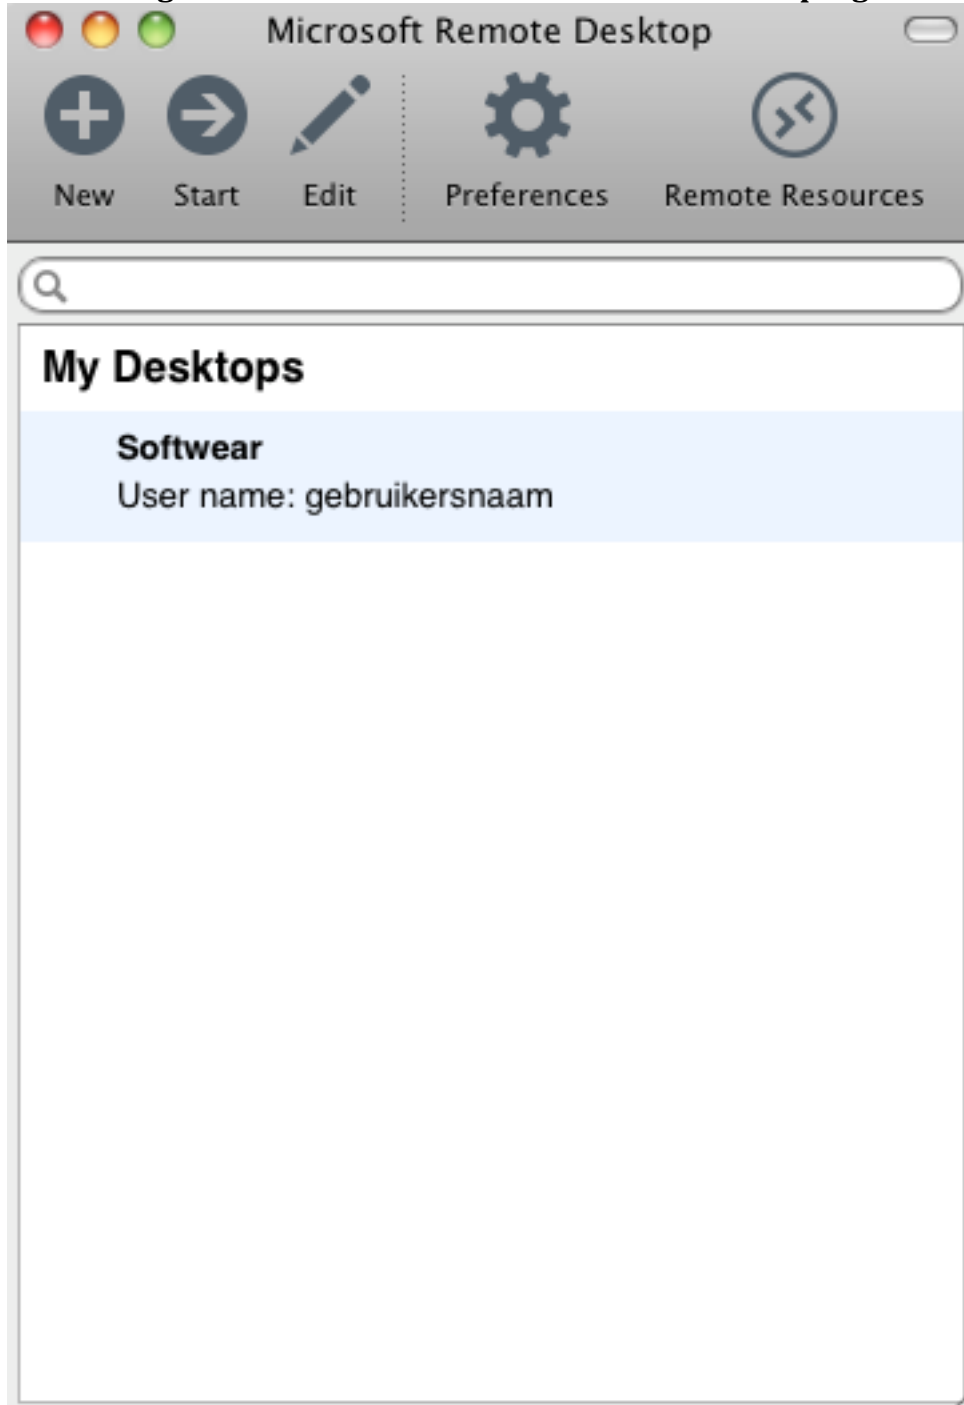 Microsoft Remote Desktop
New Start Edit Preferences Remote Resources
My Desktops
Softwear
User name: gebruikersnaam